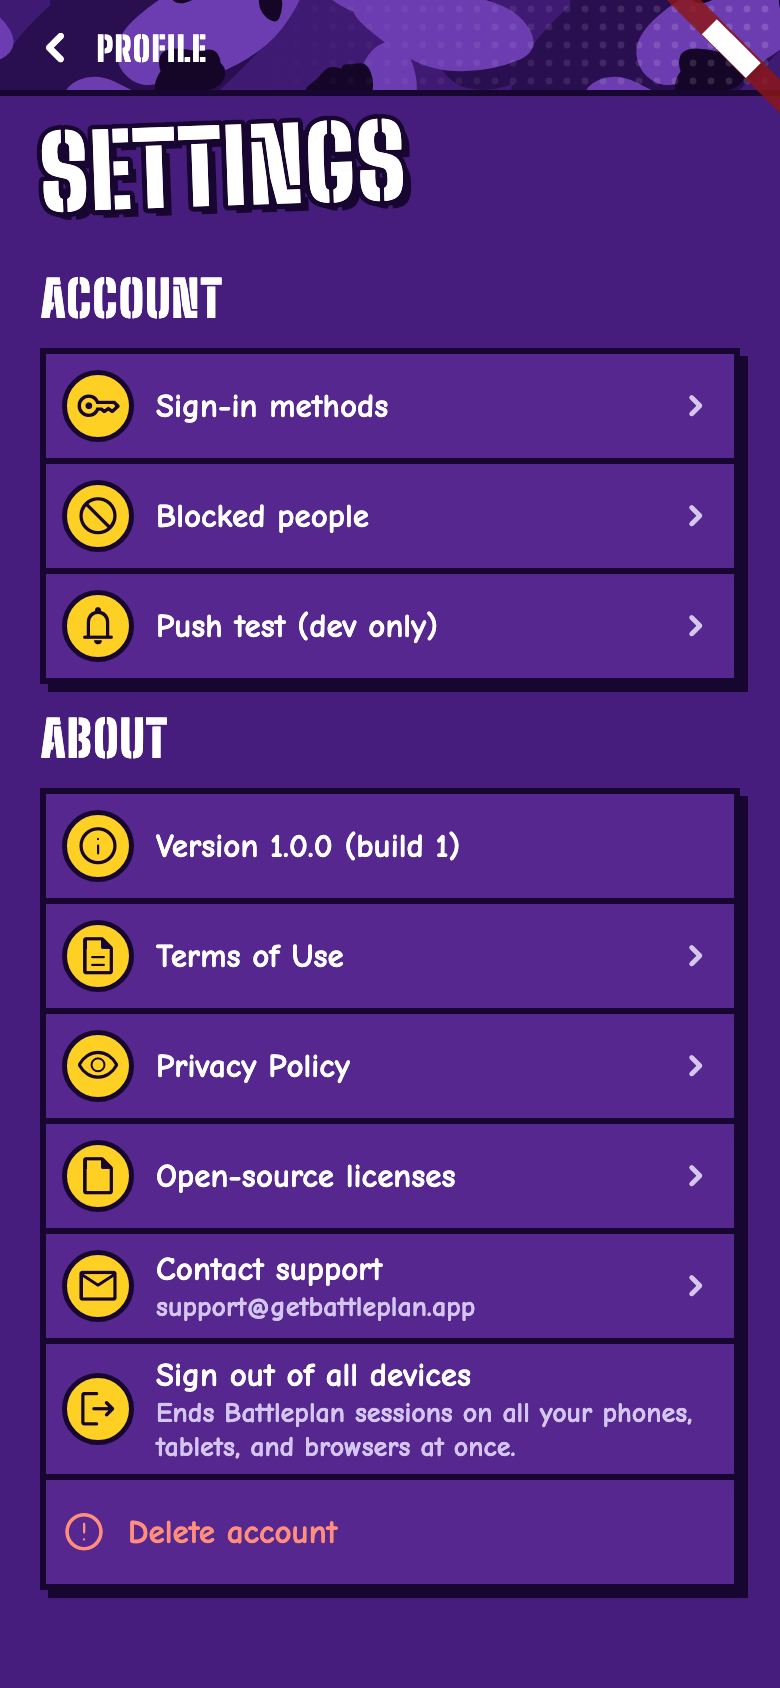 PROFILE
SETTINGS
ACCOUNT
Sign-in methods
Blocked people
Push test (dev only)
ABOUT
Version 1.0.0 (build 1)
Terms of Use
Privacy Policy
Open-source licenses
Contact support
support@getbattleplan.app
Sign out of all devices
Ends Battleplan sessions on all your phones,
tablets, and browsers at once.
Delete account